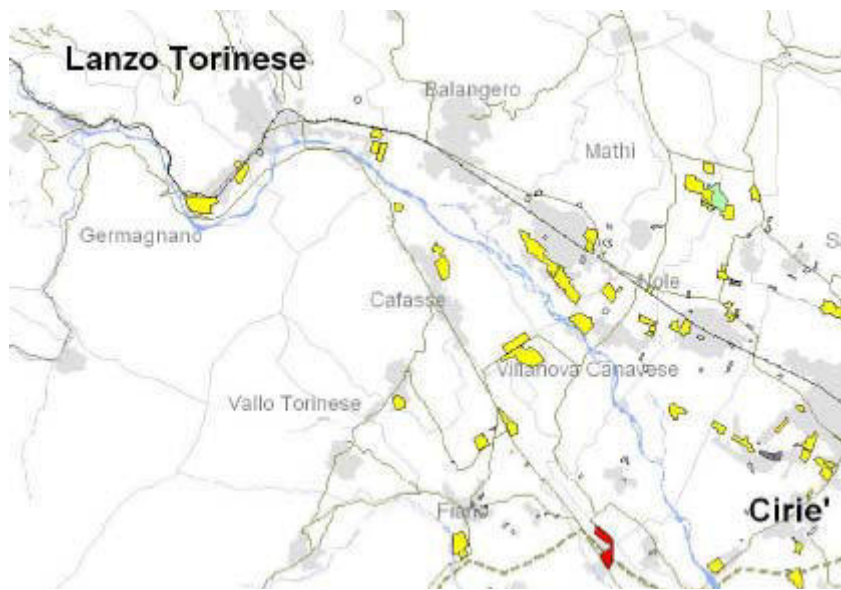 Lanzo Torinese
Balangero
Mathi
Germagnano
Nole
Cafasse
Villanova Canavese
Vallo Torinese
Fiano
Cirie'